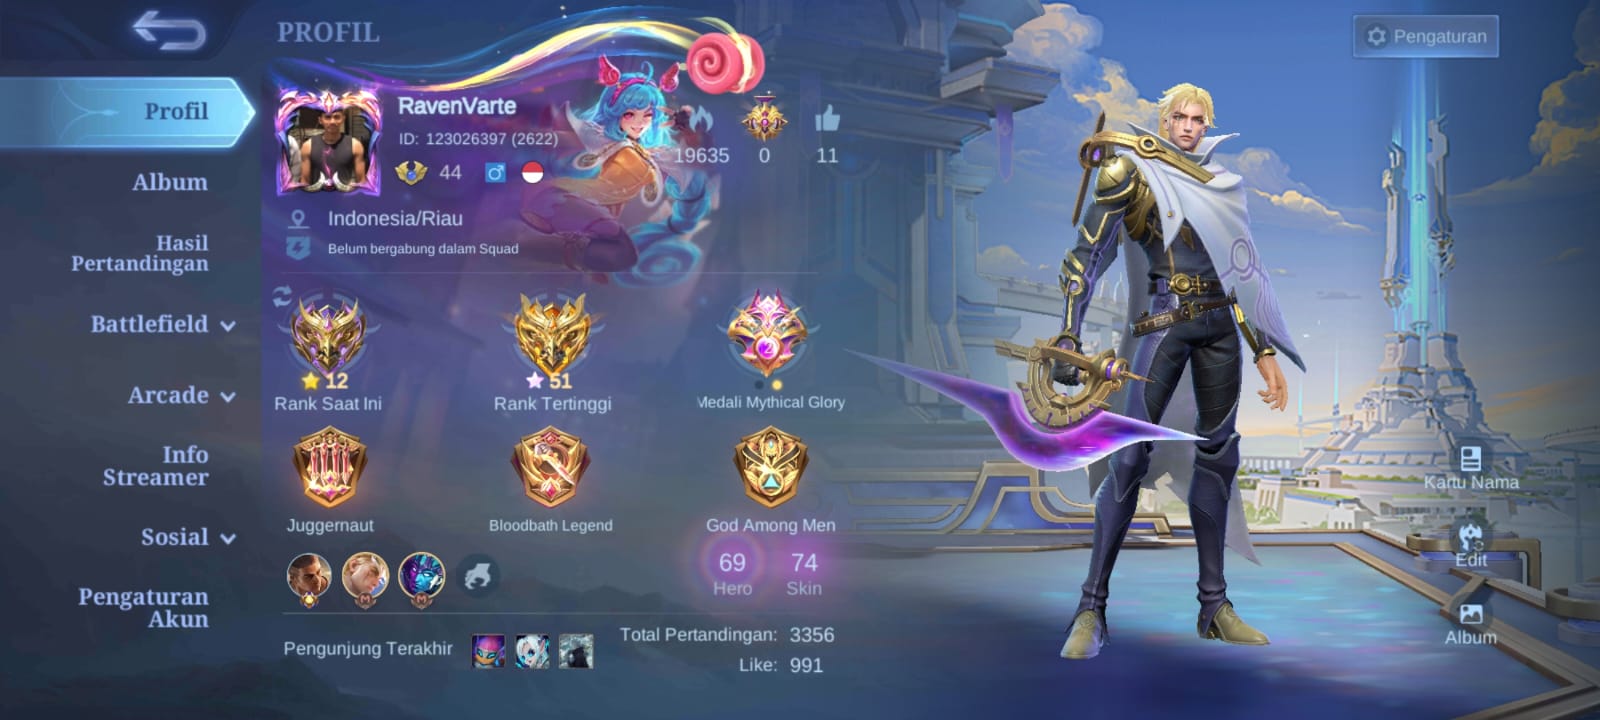 PROFIL
Pengaturan
Profil
Album
Hasil
Pertandingan
Battlefield
Arcade
Info
Streamer
Sosial
Pengaturan
Akun
RavenVarte
ID: 123026397 (2622)
44
19635
0
11
Indonesia/Riau
Belum bergabung dalam Squad
12
Rank Saat Ini
51
Rank Tertinggi
2
Medali Mythical Glory
Juggernaut
Bloodbath Legend
God Among Men
69
Hero
74
Skin
Pengunjung Terakhir
Total Pertandingan: 3356
Like: 991
Kartu Nama
Edit
Album